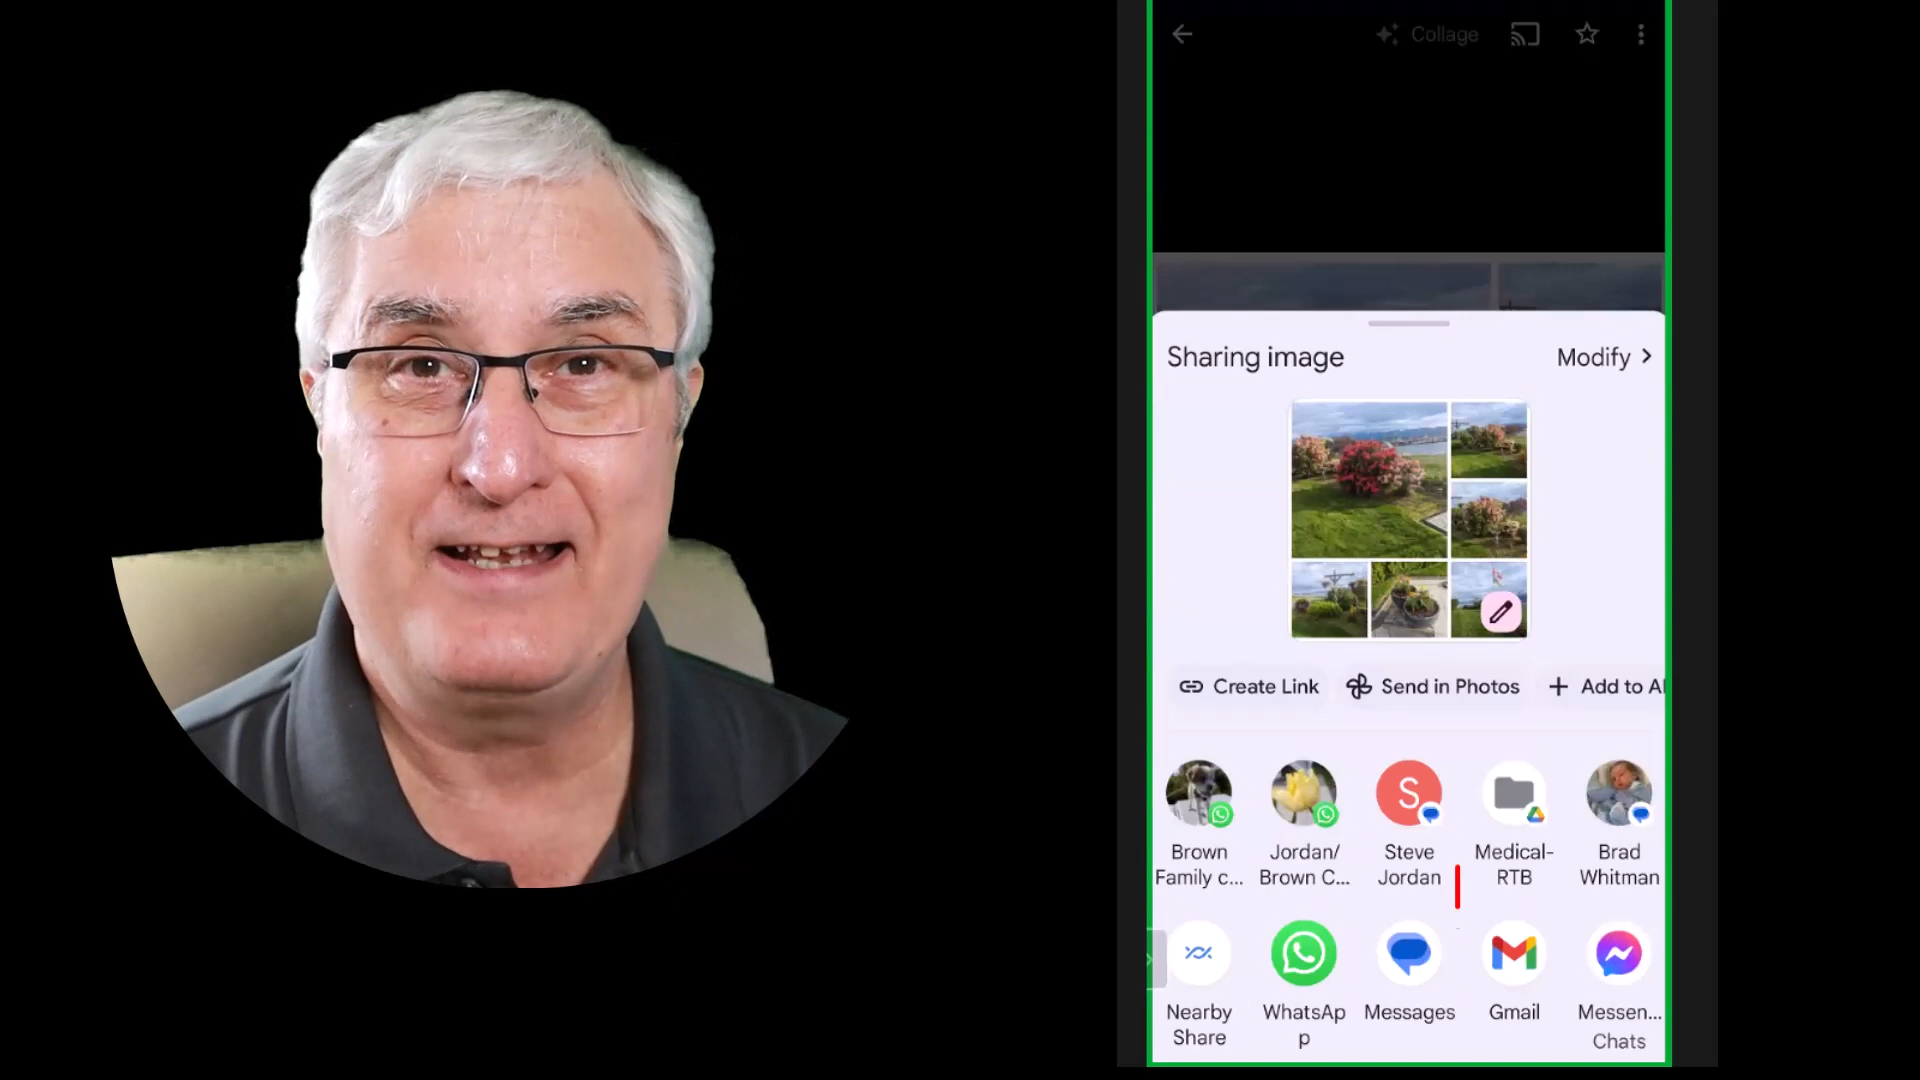 Collage
Sharing image
Modify
Create Link
Send in Photos
Add to Al
S
Brown
Family c...
Jordan/
Brown C...
Steve
Jordan
Medical-
RTB
Brad
Whitman
Nearby
Share
WhatsAp
p
Messages
Gmail
Messen...
Chats